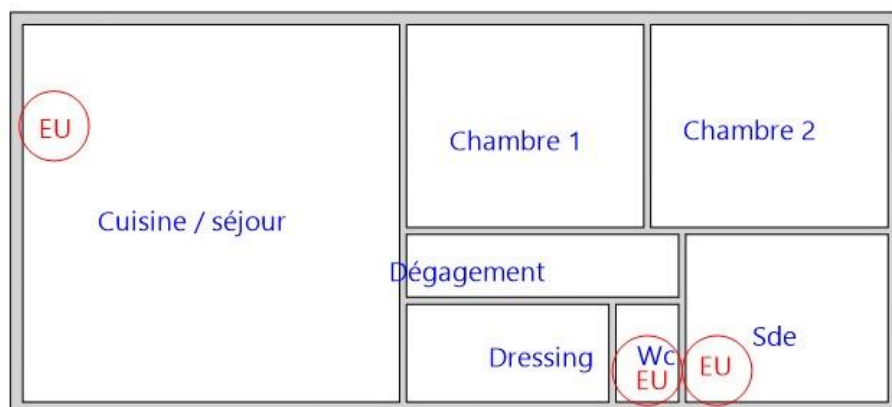 EU
Chambre 1
Chambre 2
Cuisine / séjour
Dégagement
Dressing
Wc
EU
EU
Sde